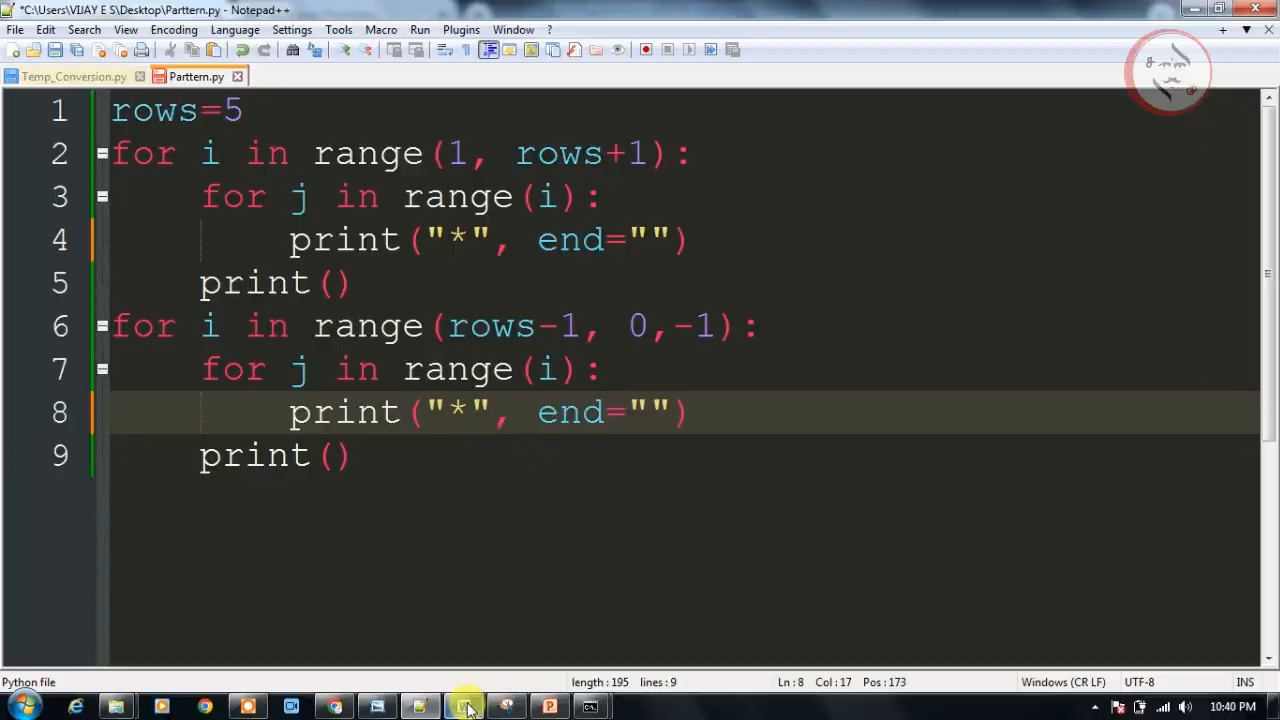 *C:\Users\VIJAY E S\Desktop\Parttern.py - Notepad++
File Edit Search View Encoding Language Settings Tools Macro Run Plugins Window ?
Temp_Conversion.py Parttern.py
1 rows=5
2 for i in range(1, rows+1):
3 for j in range(i):
4 print("*", end="")
5 print()
6 for i in range(rows-1, 0,-1):
7 for j in range(i):
8 print("*", end="")
9 print()
Python file length: 195 lines: 9 Ln: 8 Col: 17 Pos: 173 Windows (CR LF) UTF-8 INS
10:40 PM